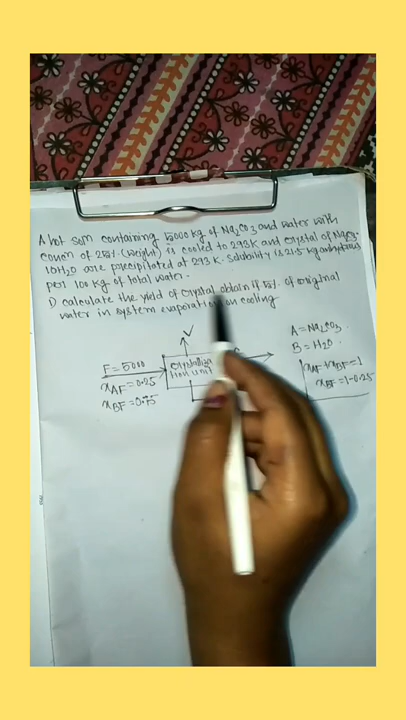 A hot soln containing 5000 kg of Na2CO3 and water with
concn of 25% (weight) is cooled to 293K and crystal of Na2CO3.
10H2O are precipitated at 293 K. solubility is 21.5 kg anhydrous
per 100 kg of total water.
1) calculate the yield of crystal obtain if 5% of original
water in system evaporation on cooling
A = Na2CO3.
B = H2O.
V
F = 5000
xAF = 0.25
xBF = 0.75
xAF + xBF = 1
xBF = 1-0.25